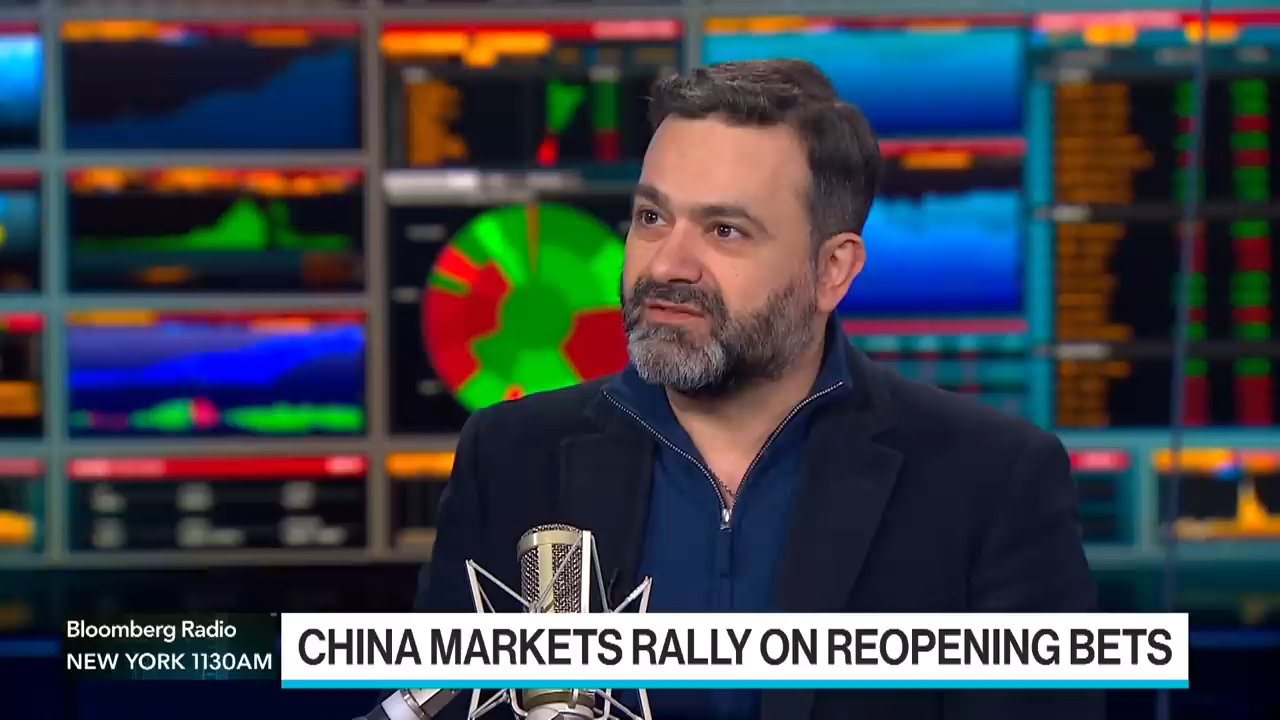 Bloomberg Radio
NEW YORK 1130AM
CHINA MARKETS RALLY ON REOPENING BETS